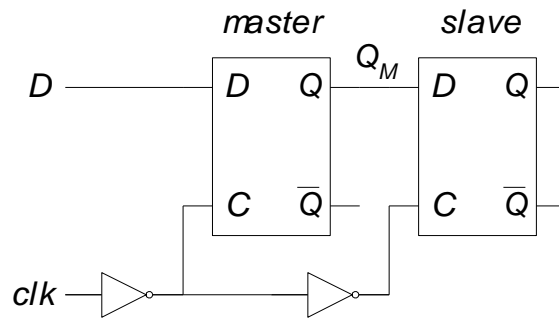 master slave
Q_M
D D Q D Q
C Q̅ C Q̅
clk